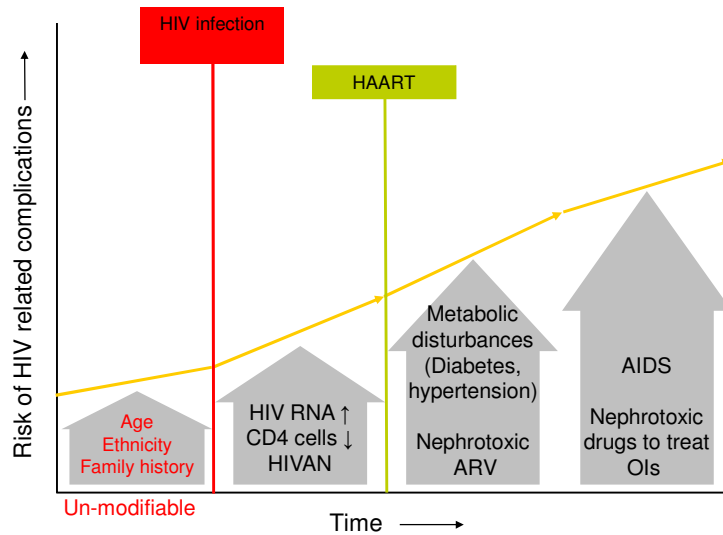 HIV infection
HAART
Risk of HIV related complications
Age
Ethnicity
Family history
HIV RNA ↑
CD4 cells ↓
HIVAN
Metabolic
disturbances
(Diabetes,
hypertension)
Nephrotoxic
ARV
AIDS
Nephrotoxic
drugs to treat
OIs
Un-modifiable
Time